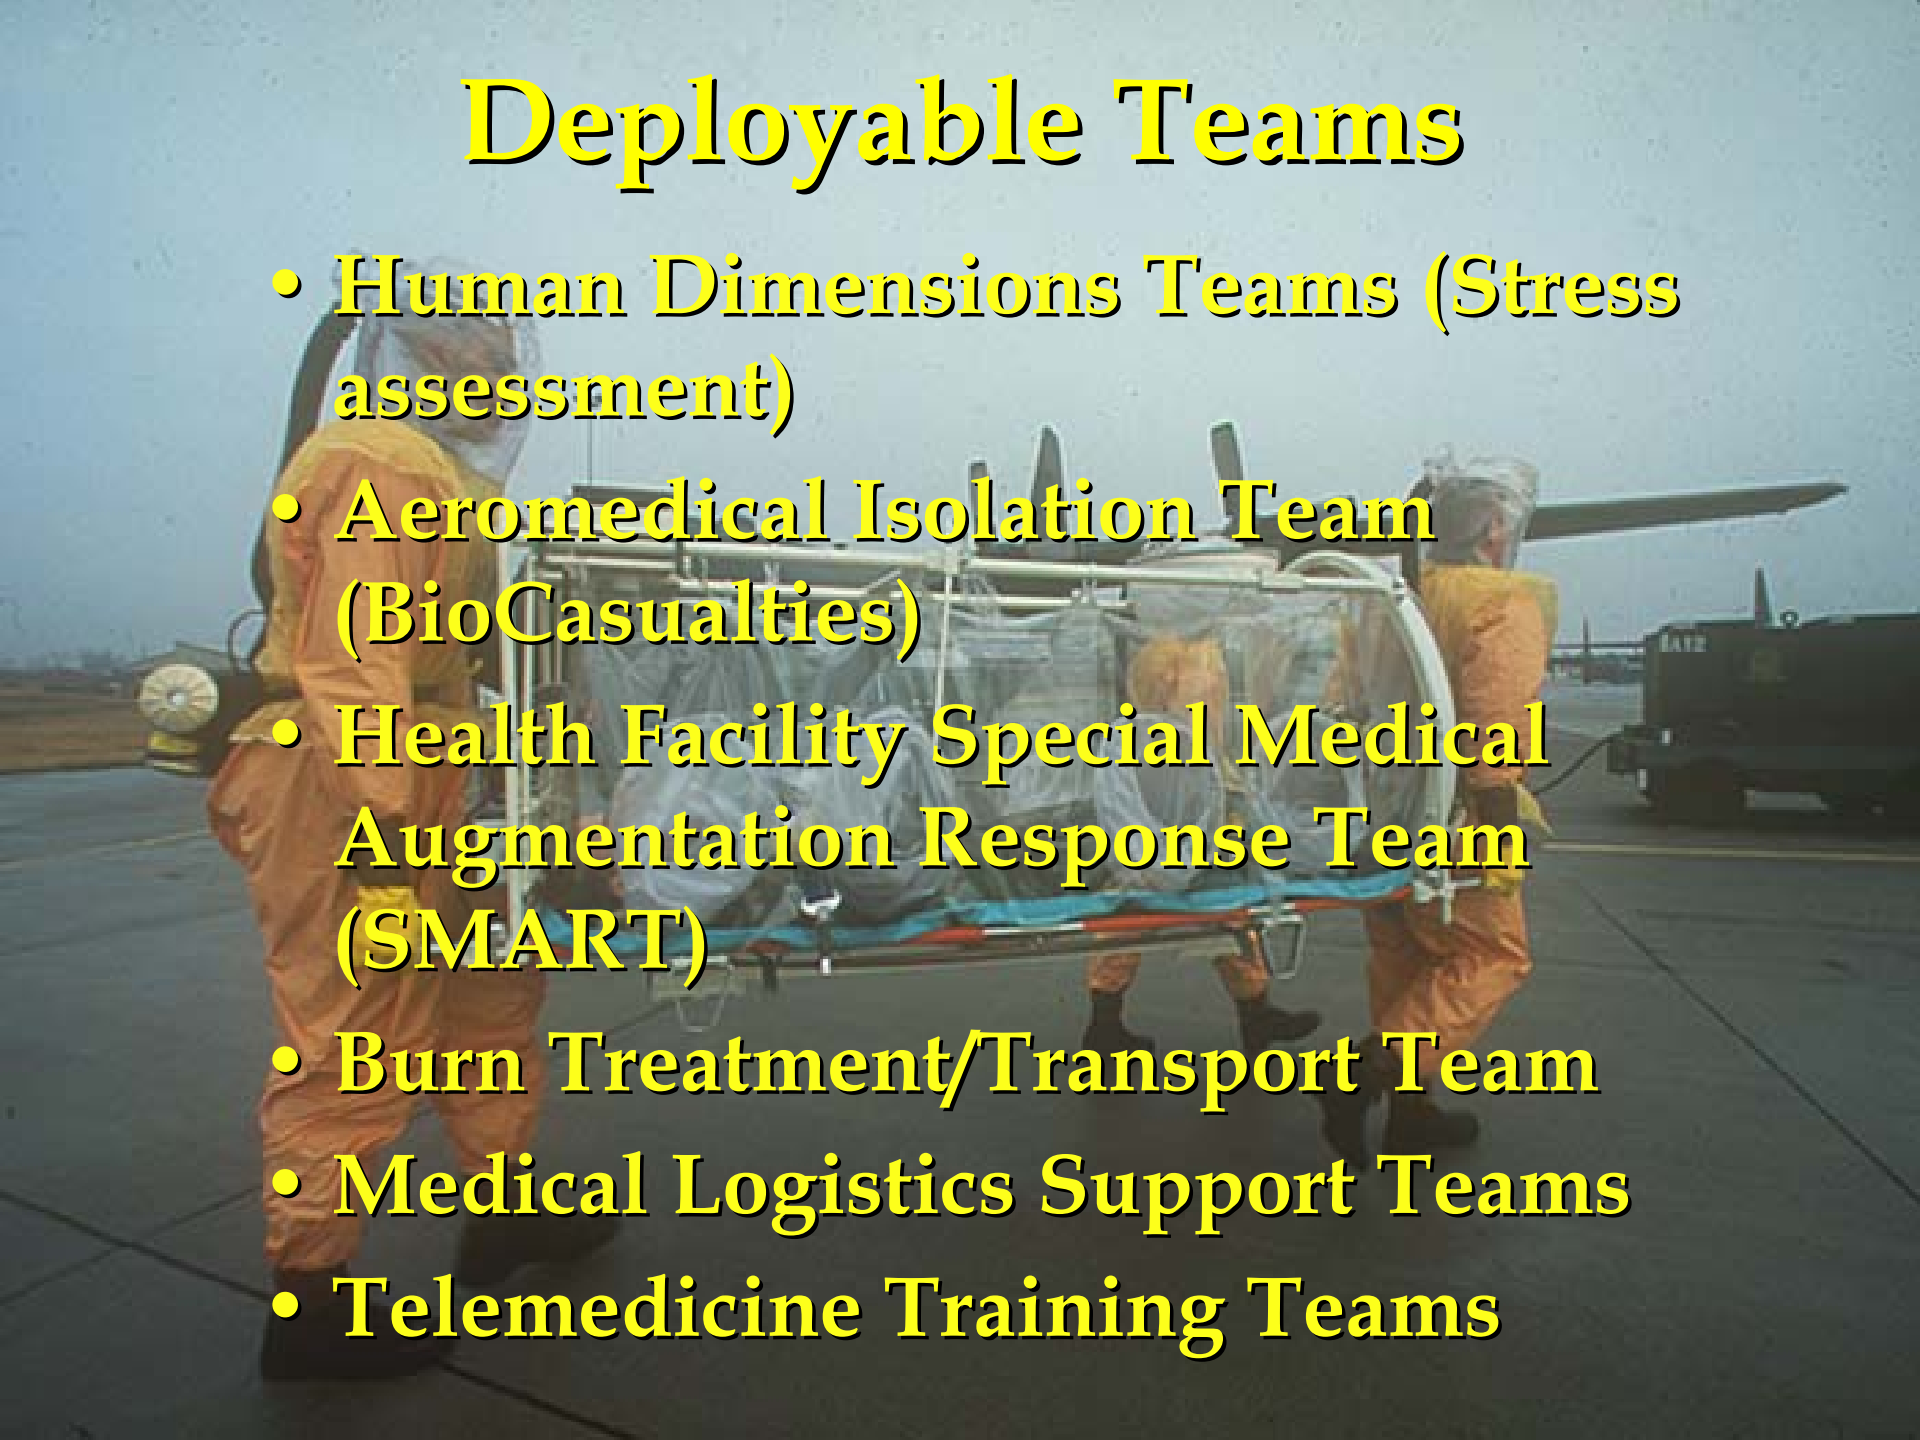 Deployable Teams
• Human Dimensions Teams (Stress
assessment)
• Aeromedical Isolation Team
(BioCasualties)
• Health Facility Special Medical
Augmentation Response Team
(SMART)
• Burn Treatment/Transport Team
• Medical Logistics Support Teams
• Telemedicine Training Teams